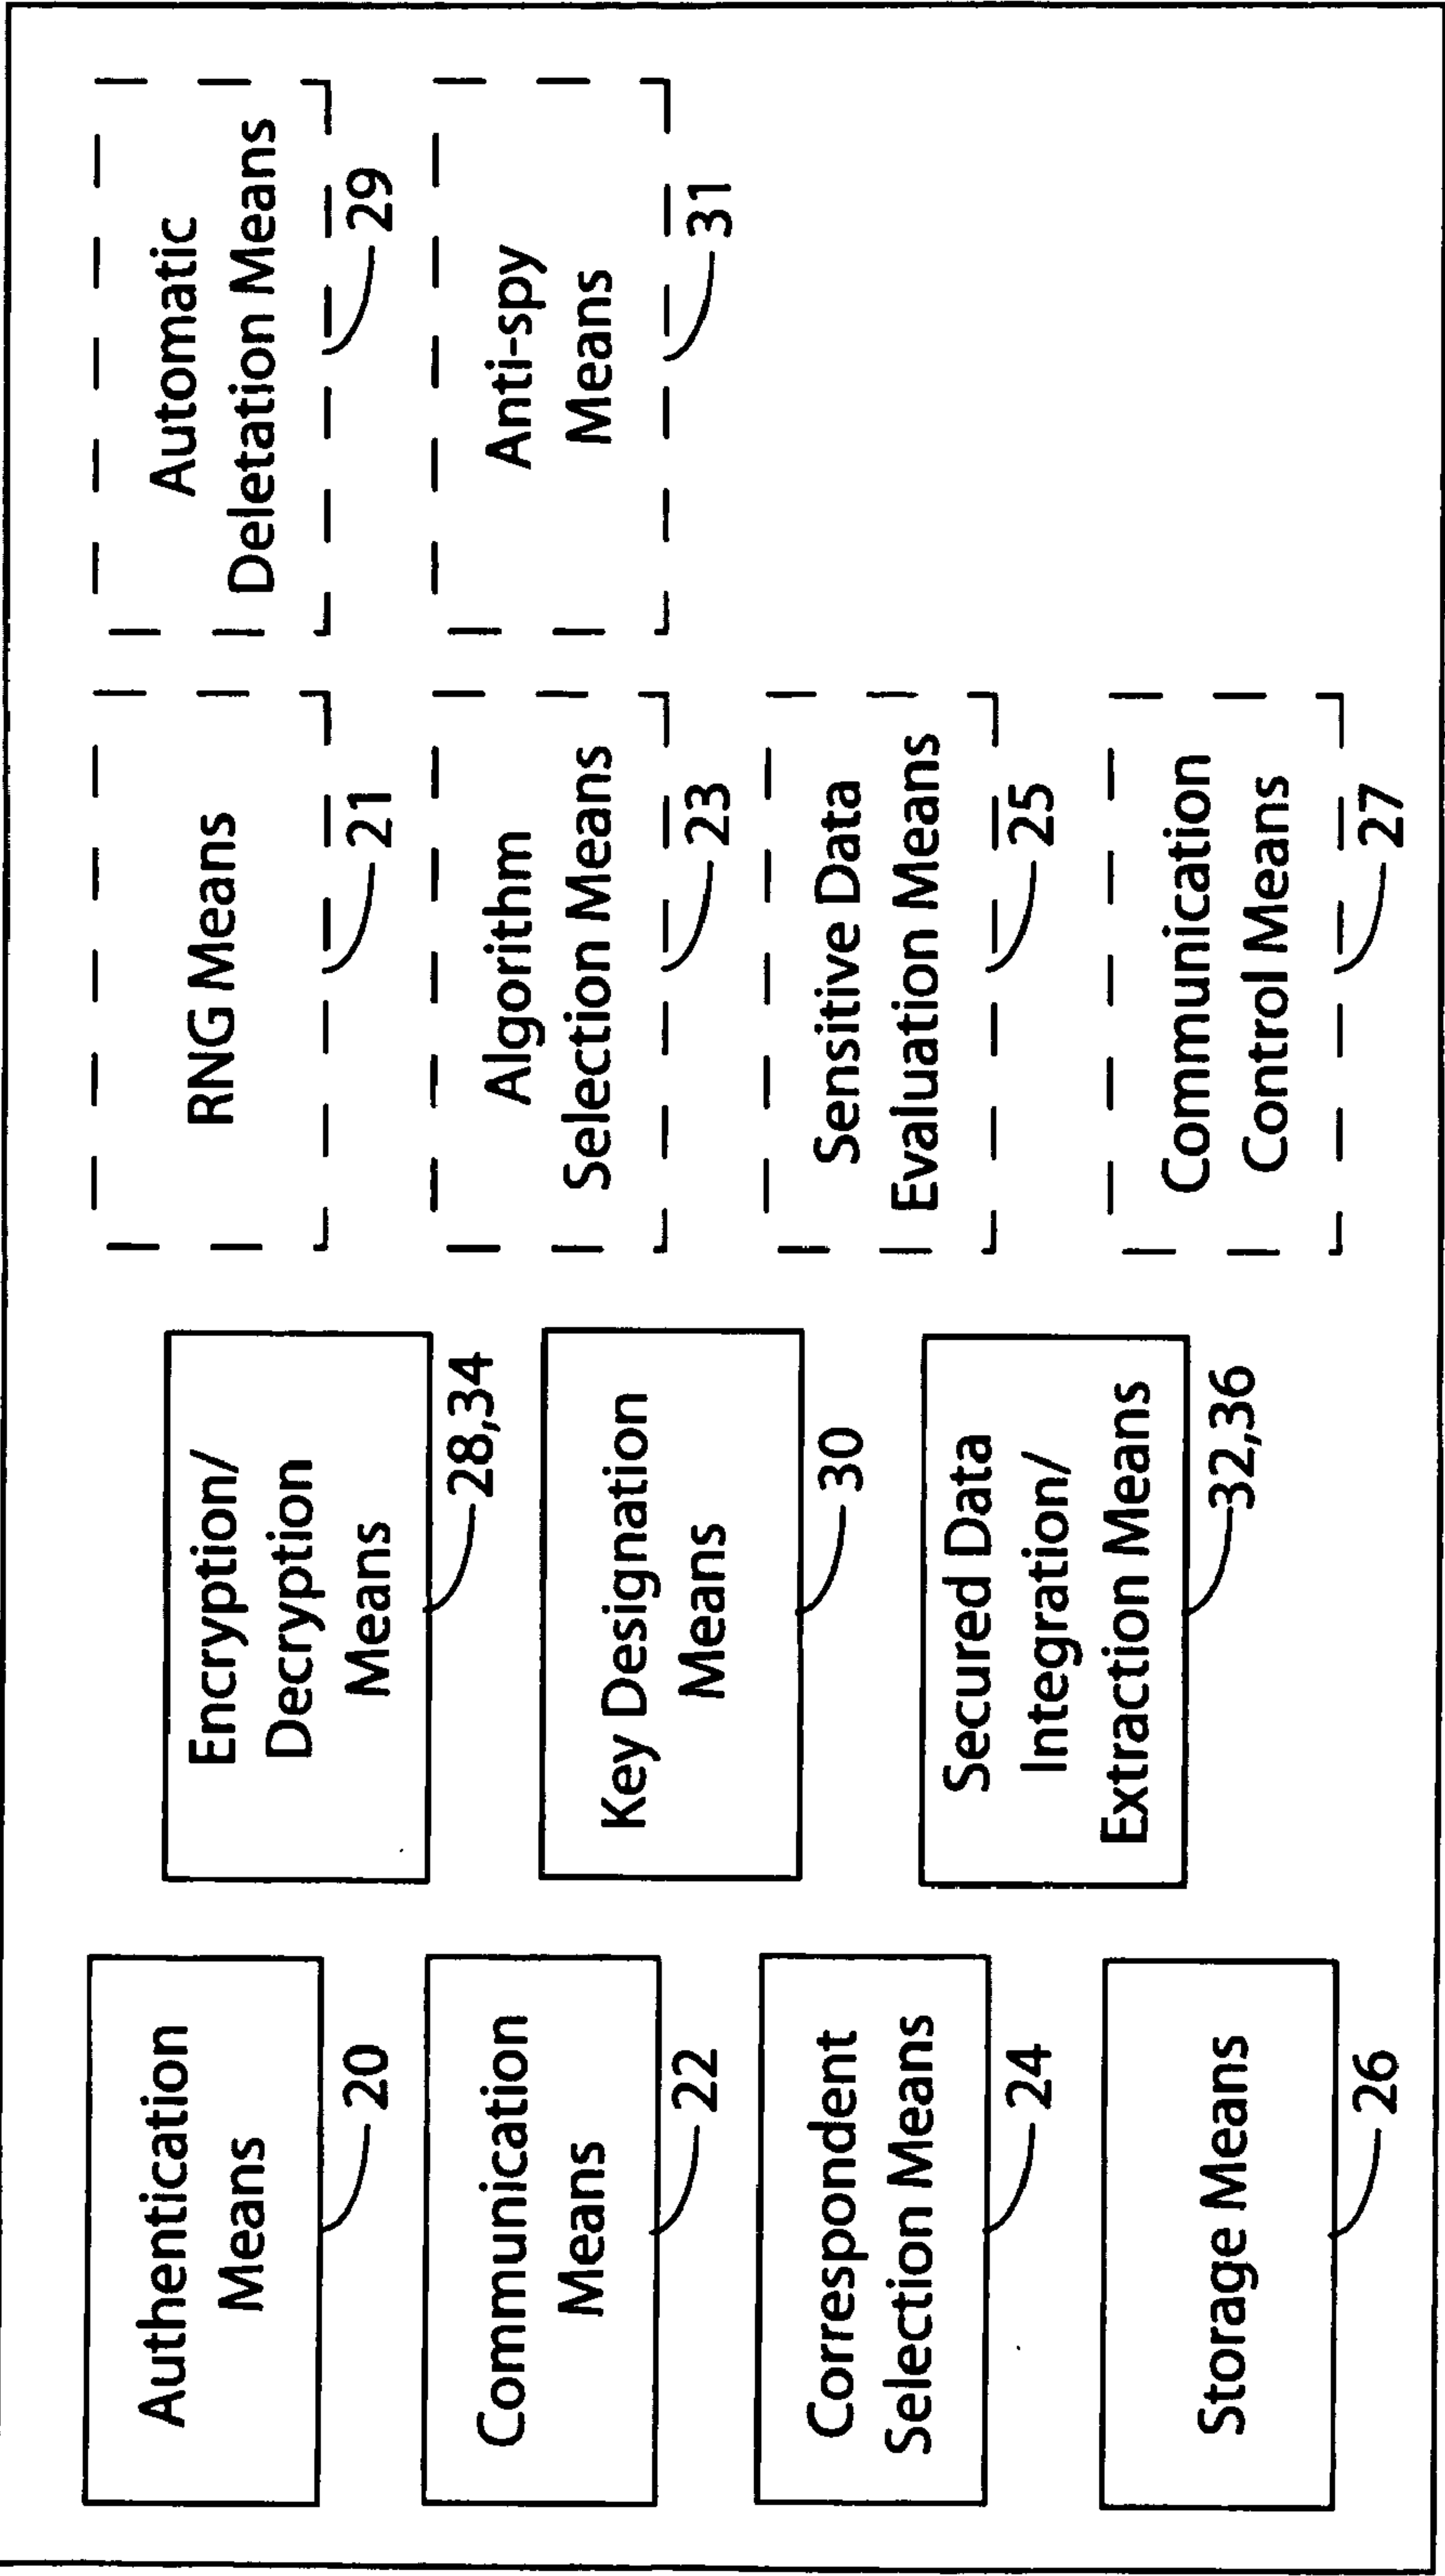 Authentication
Means
20
Communication
Means
22
Correspondent
Selection Means
24
Storage Means
26
Encryption/
Decryption
Means
28,34
Key Designation
Means
30
Secured Data
Integration/
Extraction Means
32,36
RNG Means
21
Algorithm
Selection Means
23
Sensitive Data
Evaluation Means
25
Communication
Control Means
27
Automatic
Deletation Means
29
Anti-spy
Means
31